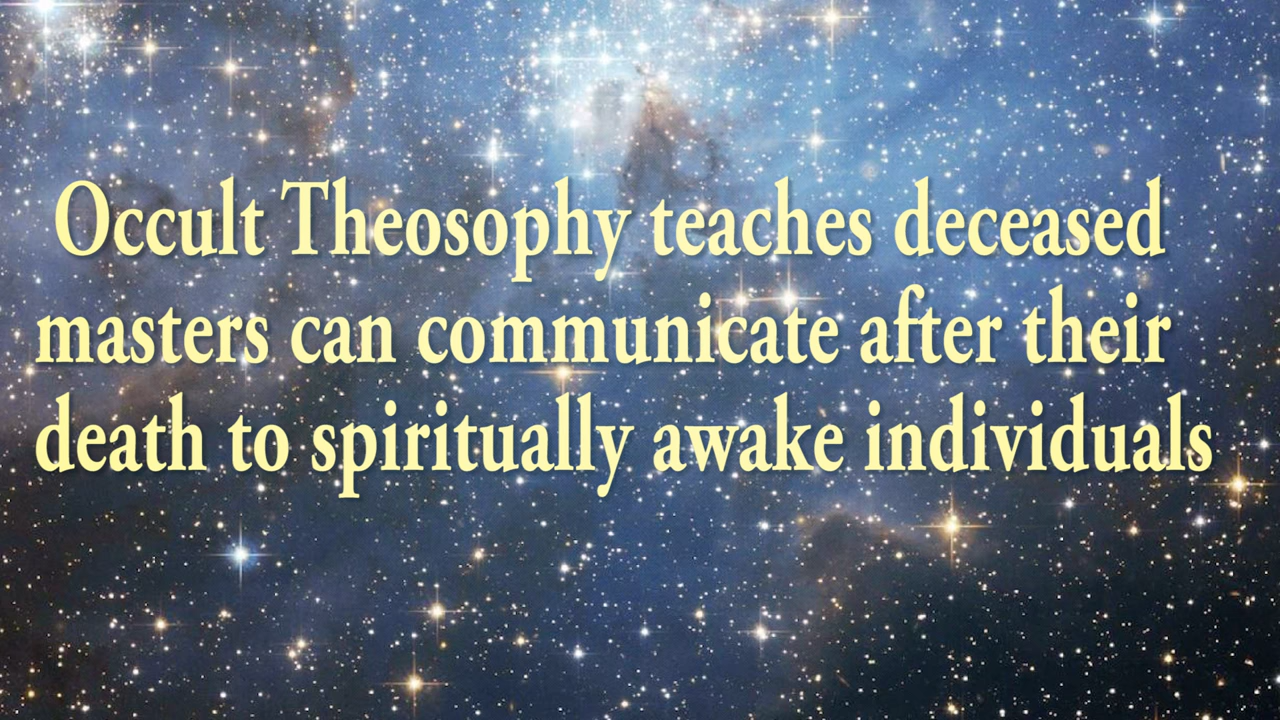 Occult Theosophy teaches deceased
masters can communicate after their
death to spiritually awake individuals